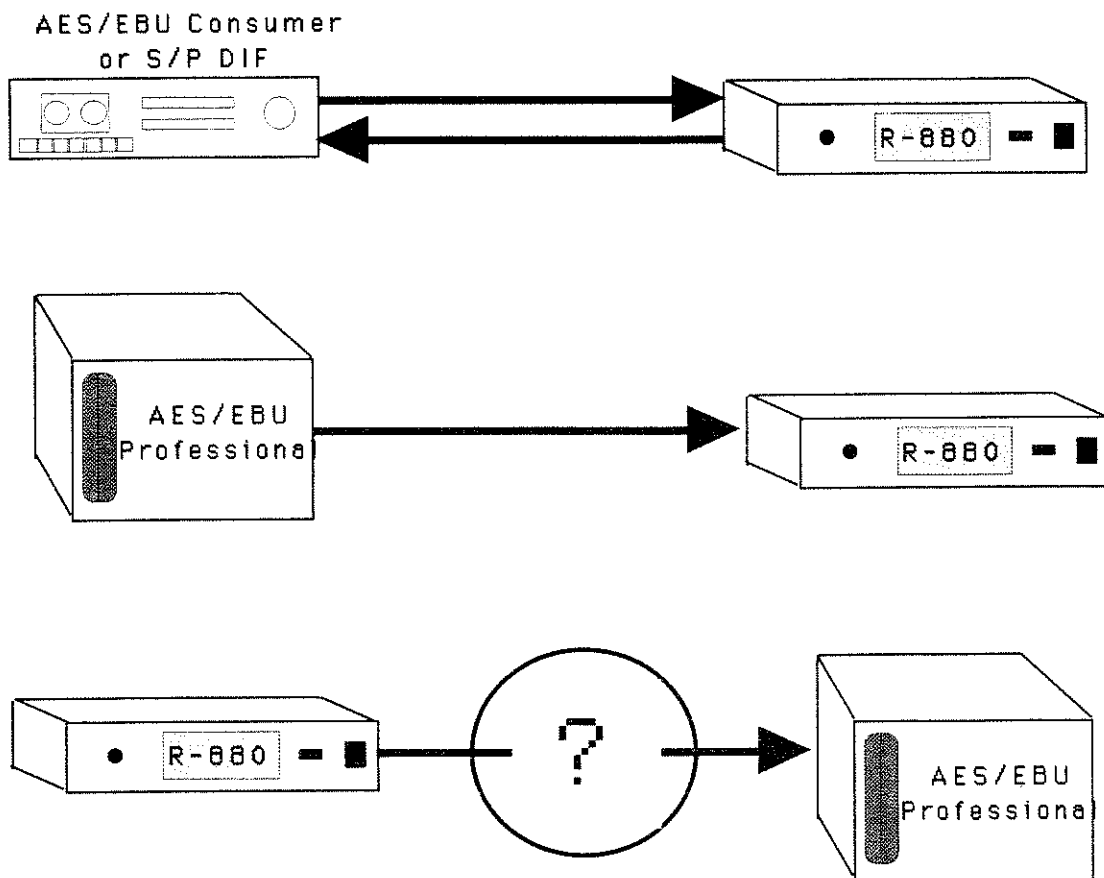 AES/EBU Consumer
or S/P DIF
R-880
AES/EBU
Professional
R-880
R-880
?
AES/EBU
Professional